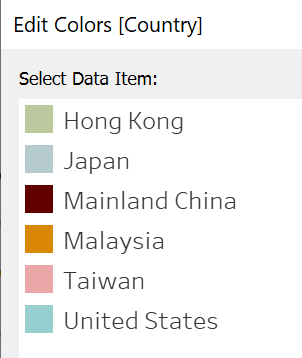 Edit Colors [Country]
Select Data Item:
Hong Kong
Japan
Mainland China
Malaysia
Taiwan
United States